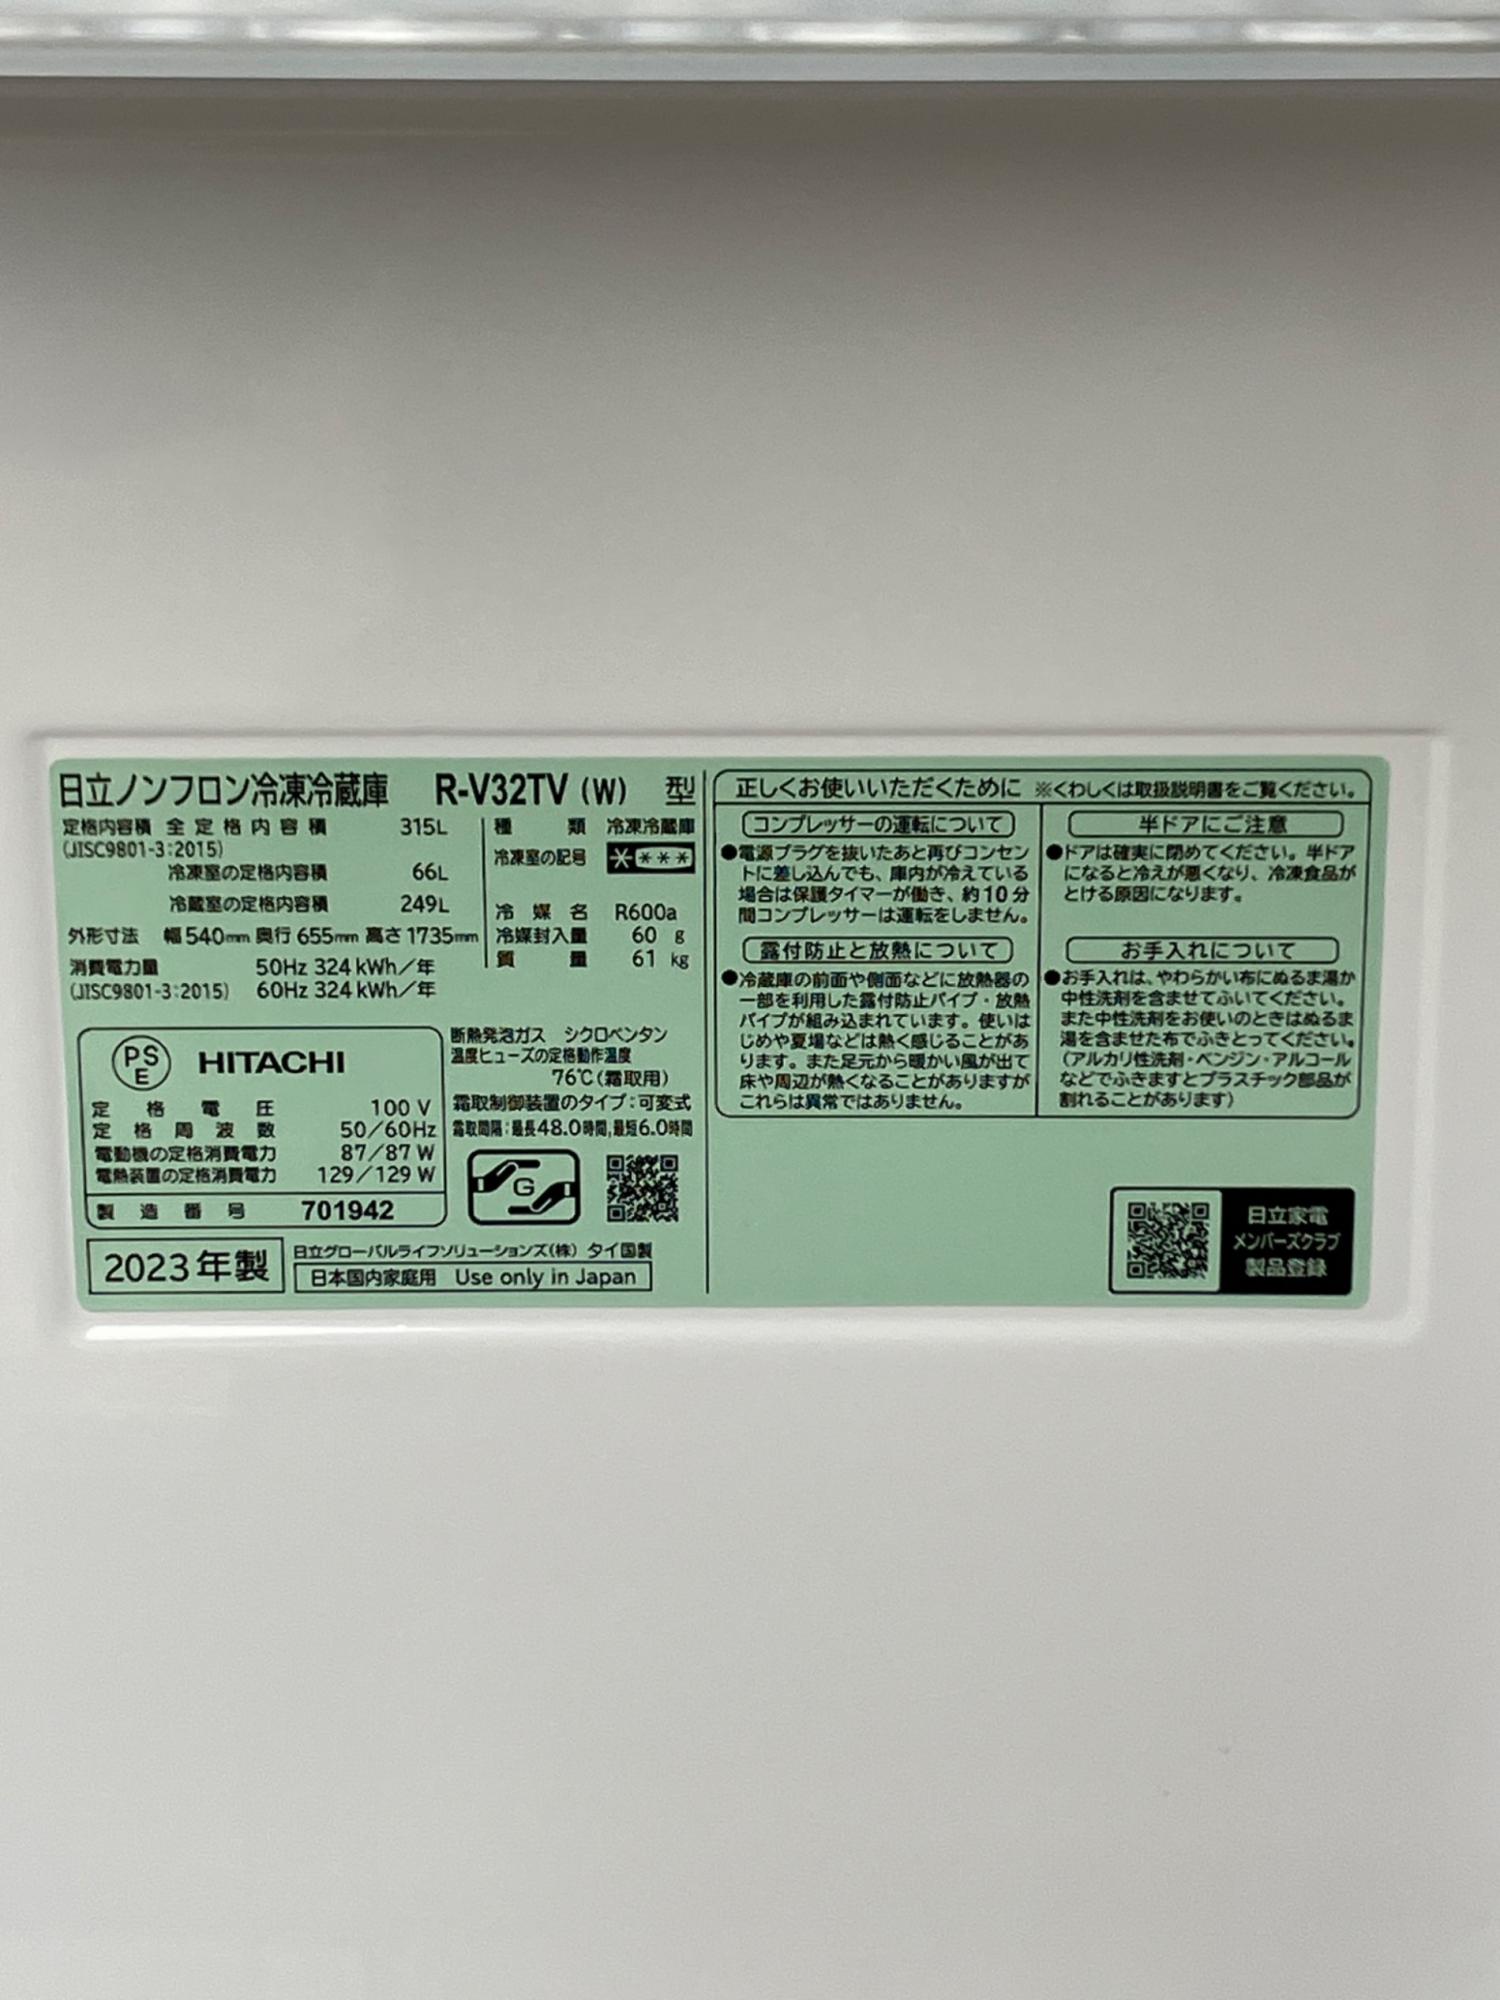 日立ノンフロン冷凍冷蔵庫 R-V32TV (W) 型
定格内容積 全定格内容積 315L
(JISC9801-3:2015)
冷凍室の定格内容積 66L
冷蔵室の定格内容積 249L
外形寸法 幅540mm 奥行655mm 高さ1735mm
消費電力量 50Hz 324kWh/年
(JISC9801-3:2015) 60Hz 324kWh/年
種類 冷凍冷蔵庫
冷凍室の記号 ****
冷媒名 R600a
冷媒封入量 60 g
質量 61 kg
PSE HITACHI
定格電圧 100V
定格周波数 50/60Hz
電動機の定格消費電力 87/87W
電熱装置の定格消費電力 129/129W
製造番号 701942
断熱発泡ガス シクロペンタン
温度ヒューズの定格動作温度
76℃(霜取用)
霜取制御装置のタイプ:可変式
霜取間隔:最長48.0時間,最短6.0時間
G
2023年製
日立グローバルライフソリューションズ(株) タイ国製
日本国内家庭用 Use only in Japan
正しくお使いいただくために ※くわしくは取扱説明書をご覧ください。
コンプレッサーの運転について
●電源プラグを抜いたあと再びコンセン
トに差し込んでも、庫内が冷えている
場合は保護タイマーが働き、約10分
間コンプレッサーは運転をしません。
露付防止と放熱について
●冷蔵庫の前面や側面などに放熱器の
一部を利用した露付防止パイプ・放熱
パイプが組み込まれています。使いは
じめや夏場などは熱く感じることがあ
ります。また足元から暖かい風が出て
床や周辺が熱くなることがありますが
これらは異常ではありません。
半ドアにご注意
●ドアは確実に閉めてください。半ドア
になると冷えが悪くなり、冷凍食品が
とける原因になります。
お手入れについて
●お手入れは、やわらかい布にぬるま湯か
中性洗剤を含ませてふいてください。
また中性洗剤をお使いのときはぬるま
湯を含ませた布でふきとってください。
(アルカリ性洗剤・ベンジン・アルコール
などでふきますとプラスチック部品が
割れることがあります)
日立家電
メンバーズクラブ
製品登録